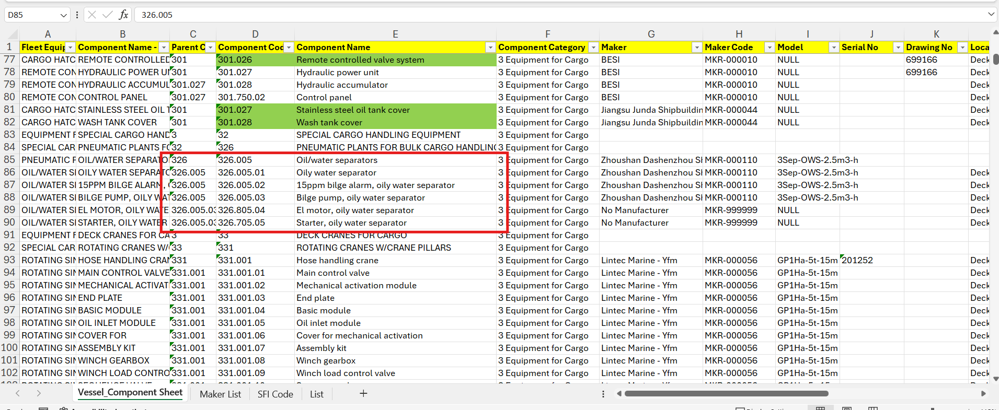 D85 fx 326.005
A B C D E F G H I J K
1 Fleet Equip Component Name - Parent C Component Cod Component Name Component Category Maker Maker Code Model Serial No Drawing No Loca
77 CARGO HATC REMOTE CONTROLLED 301 301.026 Remote controlled valve system 3 Equipment for Cargo BESI MKR-000010 NULL 699166 Deck
78 REMOTE CON HYDRAULIC POWER UN 301 301.027 Hydraulic power unit 3 Equipment for Cargo BESI MKR-000010 NULL 699166 Deck
79 REMOTE CON HYDRAULIC ACCUMUL 301.027 301.028 Hydraulic accumulator 3 Equipment for Cargo BESI MKR-000010 NULL Deck
80 REMOTE CON CONTROL PANEL 301.027 301.750.02 Control panel 3 Equipment for Cargo BESI MKR-000010 NULL Deck
81 CARGO HATC STAINLESS STEEL OIL T 301 301.027 Stainless steel oil tank cover 3 Equipment for Cargo Jiangsu Junda Shipbuildin MKR-000044 NULL Deck
82 CARGO HATC WASH TANK COVER 301 301.028 Wash tank cover 3 Equipment for Cargo Jiangsu Junda Shipbuildin MKR-000044 NULL Deck
83 EQUIPMENT F SPECIAL CARGO HAND 3 32 SPECIAL CARGO HANDLING EQUIPMENT 3 Equipment for Cargo
84 SPECIAL CAR PNEUMATIC PLANTS FO 32 326 PNEUMATIC PLANTS FOR BULK CARGO HANDLING 3 Equipment for Cargo
85 PNEUMATIC F OIL/WATER SEPARATO 326 326.005 Oil/water separators 3 Equipment for Cargo Zhoushan Dashenzhou Sh MKR-000110 3Sep-OWS-2.5m3-h
86 OIL/WATER SE OILY WATER SEPARATO 326.005 326.005.01 Oily water separator 3 Equipment for Cargo Zhoushan Dashenzhou Sh MKR-000110 3Sep-OWS-2.5m3-h Deck
87 OIL/WATER SE 15PPM BILGE ALARM, 326.005 326.005.02 15ppm bilge alarm, oily water separator 3 Equipment for Cargo Zhoushan Dashenzhou Sh MKR-000110 3Sep-OWS-2.5m3-h Deck
88 OIL/WATER SE BILGE PUMP, OILY WAT 326.005 326.005.03 Bilge pump, oily water separator 3 Equipment for Cargo Zhoushan Dashenzhou Sh MKR-000110 3Sep-OWS-2.5m3-h Deck
89 OIL/WATER SE EL MOTOR, OILY WATE 326.005.03 326.805.04 El motor, oily water separator 3 Equipment for Cargo No Manufacturer MKR-999999 NULL Deck
90 OIL/WATER SE STARTER, OILY WATER 326.005.03 326.705.05 Starter, oily water separator 3 Equipment for Cargo No Manufacturer MKR-999999 NULL Deck
91 EQUIPMENT F DECK CRANES FOR CA 3 33 DECK CRANES FOR CARGO 3 Equipment for Cargo
92 SPECIAL CAR ROTATING CRANES W/ 33 331 ROTATING CRANES W/CRANE PILLARS 3 Equipment for Cargo
93 ROTATING SIN HOSE HANDLING CRAN 331 331.001 Hose handling crane 3 Equipment for Cargo Lintec Marine - Yfm MKR-000056 GP1Ha-5t-15m 201252 Deck
94 ROTATING SIN MAIN CONTROL VALVE 331.001 331.001.01 Main control valve 3 Equipment for Cargo Lintec Marine - Yfm MKR-000056 GP1Ha-5t-15m Deck
95 ROTATING SIN MECHANICAL ACTIVAT 331.001 331.001.02 Mechanical activation module 3 Equipment for Cargo Lintec Marine - Yfm MKR-000056 GP1Ha-5t-15m Deck
96 ROTATING SIN END PLATE 331.001 331.001.03 End plate 3 Equipment for Cargo Lintec Marine - Yfm MKR-000056 GP1Ha-5t-15m Deck
97 ROTATING SIN BASIC MODULE 331.001 331.001.04 Basic module 3 Equipment for Cargo Lintec Marine - Yfm MKR-000056 GP1Ha-5t-15m Deck
98 ROTATING SIN OIL INLET MODULE 331.001 331.001.05 Oil inlet module 3 Equipment for Cargo Lintec Marine - Yfm MKR-000056 GP1Ha-5t-15m Deck
99 ROTATING SIN COVER FOR 331.001 331.001.06 Cover for mechanical activation 3 Equipment for Cargo Lintec Marine - Yfm MKR-000056 GP1Ha-5t-15m Deck
100 ROTATING SIN ASSEMBLY KIT 331.001 331.001.07 Assembly kit 3 Equipment for Cargo Lintec Marine - Yfm MKR-000056 GP1Ha-5t-15m Deck
101 ROTATING SIN WINCH GEARBOX 331.001 331.001.08 Winch gearbox 3 Equipment for Cargo Lintec Marine - Yfm MKR-000056 GP1Ha-5t-15m Deck
102 ROTATING SIN WINCH LOAD CONTRO 331.001 331.001.09 Winch load control valve 3 Equipment for Cargo Lintec Marine - Yfm MKR-000056 GP1Ha-5t-15m Deck
Vessel_Component Sheet Maker List SFI Code List